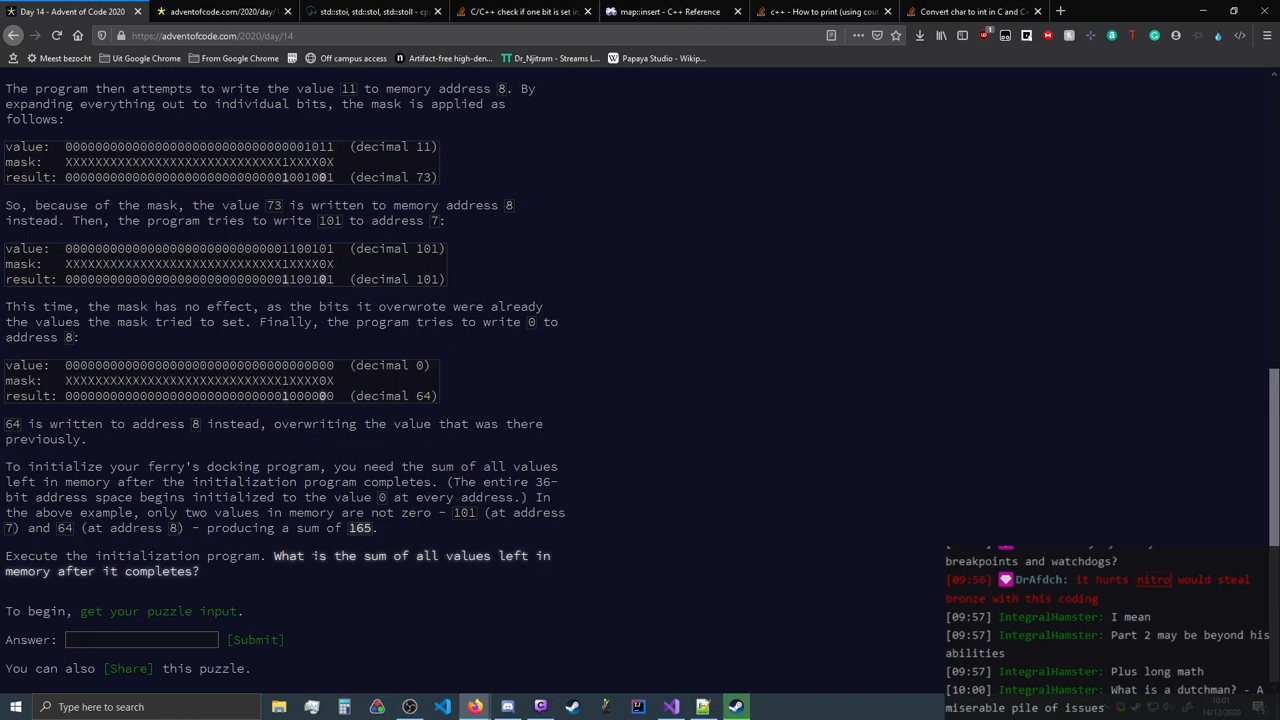 Day 14 - Advent of Code 2020
adventofcode.com/2020/day/
std::stoi, std::stol, std::stoll - cp
C/C++ check if one bit is set in
map::insert - C++ Reference
c++ - How to print (using cout
Convert char to int in C and C
https://adventofcode.com/2020/day/14
Meest bezocht
Uit Google Chrome
From Google Chrome
Off campus access
Artifact-free high-den...
Dr_Njitram - Streams L...
Papaya Studio - Wikip...
The program then attempts to write the value 11 to memory address 8. By
expanding everything out to individual bits, the mask is applied as
follows:
value:  000000000000000000000000000000001011  (decimal 11)
mask:   XXXXXXXXXXXXXXXXXXXXXXXXXXXXX1XXXX0X
result: 000000000000000000000000000001001001  (decimal 73)
So, because of the mask, the value 73 is written to memory address 8
instead. Then, the program tries to write 101 to address 7:
value:  000000000000000000000000000001100101  (decimal 101)
mask:   XXXXXXXXXXXXXXXXXXXXXXXXXXXXX1XXXX0X
result: 000000000000000000000000000001100101  (decimal 101)
This time, the mask has no effect, as the bits it overwrote were already
the values the mask tried to set. Finally, the program tries to write 0 to
address 8:
value:  000000000000000000000000000000000000  (decimal 0)
mask:   XXXXXXXXXXXXXXXXXXXXXXXXXXXXX1XXXX0X
result: 000000000000000000000000000001000000  (decimal 64)
64 is written to address 8 instead, overwriting the value that was there
previously.
To initialize your ferry's docking program, you need the sum of all values
left in memory after the initialization program completes. (The entire 36-
bit address space begins initialized to the value 0 at every address.) In
the above example, only two values in memory are not zero - 101 (at address
7) and 64 (at address 8) - producing a sum of 165.
Execute the initialization program. What is the sum of all values left in
memory after it completes?
To begin, get your puzzle input.
Answer: [Submit]
You can also [Share] this puzzle.
breakpoints and watchdogs?
[09:56] DrAfdch: it hurts nitro would steal
bronze with this coding
[09:57] IntegralHamster: I mean
[09:57] IntegralHamster: Part 2 may be beyond his
abilities
[09:57] IntegralHamster: Plus long math
[10:00] IntegralHamster: What is a dutchman? - A
miserable pile of issues
Type here to search
10:01
14/12/2020